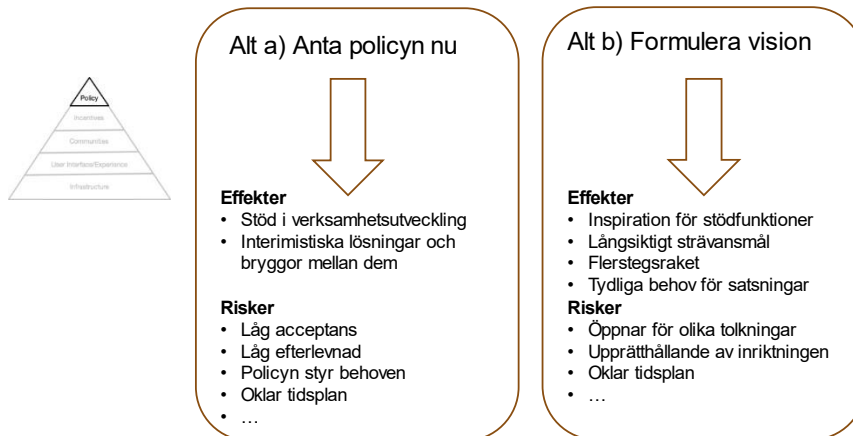 Policy
Incentives
Communities
User Interface/Experience
Infrastructure
Alt a) Anta policyn nu
Effekter
• Stöd i verksamhetsutveckling
• Interimistiska lösningar och
bryggor mellan dem
Risker
• Låg acceptans
• Låg efterlevnad
• Policyn styr behoven
• Oklar tidsplan
• …
Alt b) Formulera vision
Effekter
• Inspiration för stödfunktioner
• Långsiktigt strävansmål
• Flerstegsraket
• Tydliga behov för satsningar
Risker
• Öppnar för olika tolkningar
• Upprätthållande av inriktningen
• Oklar tidsplan
• …